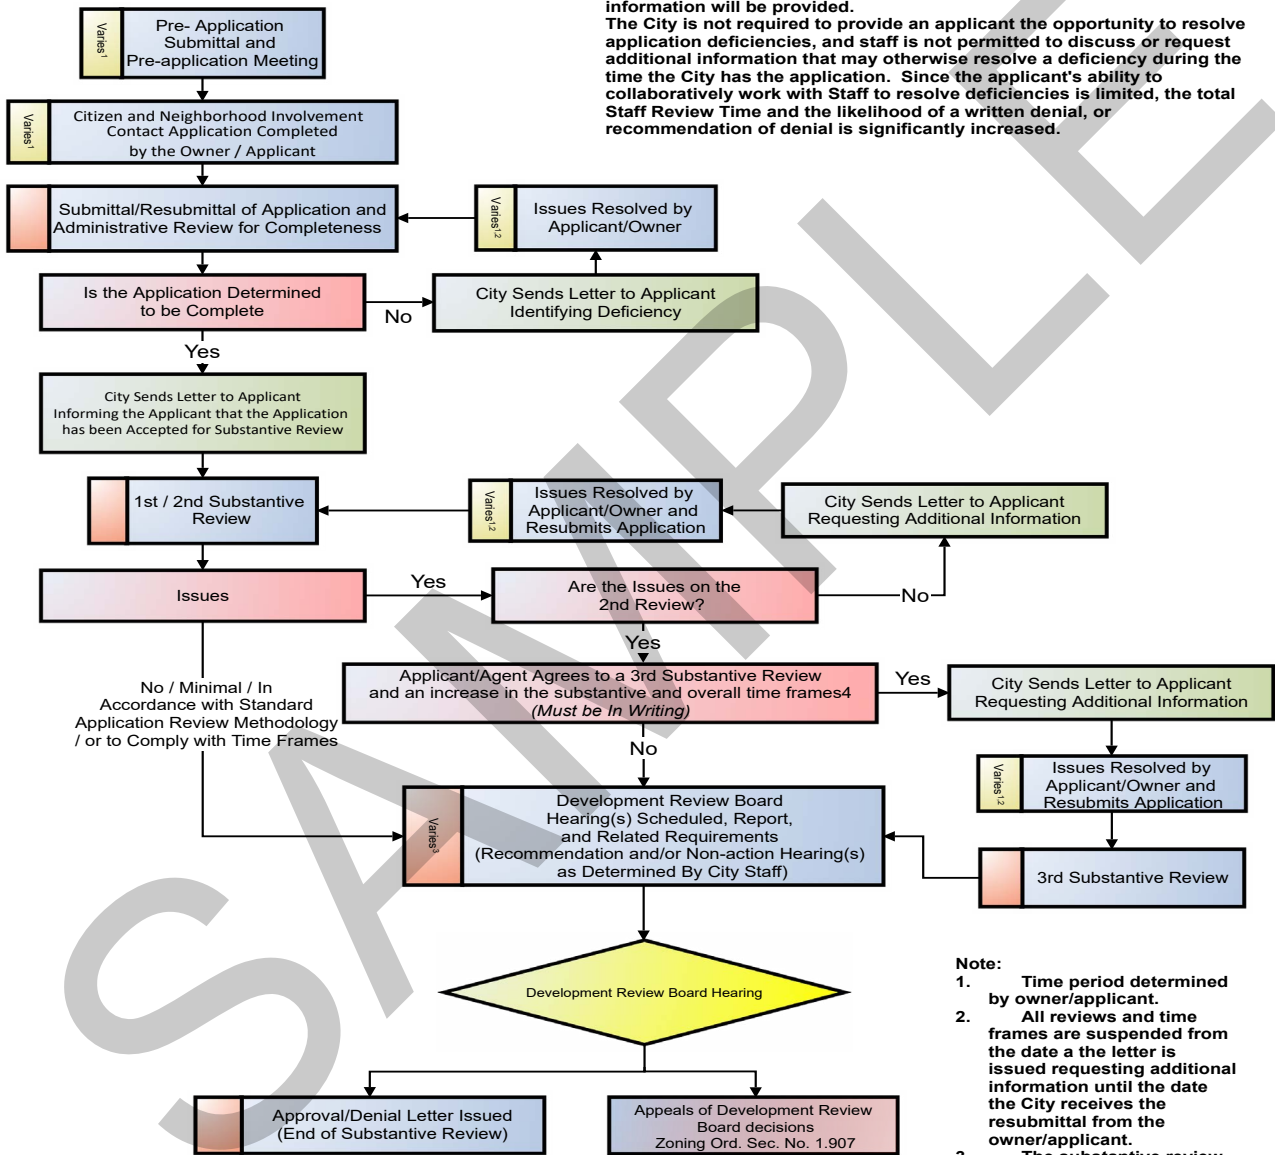 information will be provided.
The City is not required to provide an applicant the opportunity to resolve
application deficiencies, and staff is not permitted to discuss or request
additional information that may otherwise resolve a deficiency during the
time the City has the application. Since the applicant's ability to
collaboratively work with Staff to resolve deficiencies is limited, the total
Staff Review Time and the likelihood of a written denial, or
recommendation of denial is significantly increased.
Varies1
Pre- Application
Submittal and
Pre-application Meeting
Varies1
Citizen and Neighborhood Involvement
Contact Application Completed
by the Owner / Applicant
Submittal/Resubmittal of Application and
Administrative Review for Completeness
Varies1,2
Issues Resolved by
Applicant/Owner
Is the Application Determined
to be Complete
No
City Sends Letter to Applicant
Identifying Deficiency
Yes
City Sends Letter to Applicant
Informing the Applicant that the Application
has been Accepted for Substantive Review
1st / 2nd Substantive
Review
Varies1,2
Issues Resolved by
Applicant/Owner and
Resubmits Application
City Sends Letter to Applicant
Requesting Additional Information
Issues
Yes
Are the Issues on the
2nd Review?
No
Yes
No / Minimal / In
Accordance with Standard
Application Review Methodology
/ or to Comply with Time Frames
Applicant/Agent Agrees to a 3rd Substantive Review
and an increase in the substantive and overall time frames4
(Must be In Writing)
Yes
City Sends Letter to Applicant
Requesting Additional Information
No
Varies1,2
Issues Resolved by
Applicant/Owner and
Resubmits Application
Varies3
Development Review Board
Hearing(s) Scheduled, Report,
and Related Requirements
(Recommendation and/or Non-action Hearing(s)
as Determined By City Staff)
3rd Substantive Review
Development Review Board Hearing
Approval/Denial Letter Issued
(End of Substantive Review)
Appeals of Development Review
Board decisions
Zoning Ord. Sec. No. 1.907
Note:
1. Time period determined
by owner/applicant.
2. All reviews and time
frames are suspended from
the date a the letter is
issued requesting additional
information until the date
the City receives the
resubmittal from the
owner/applicant.
3. The substantive review
SAMPLE